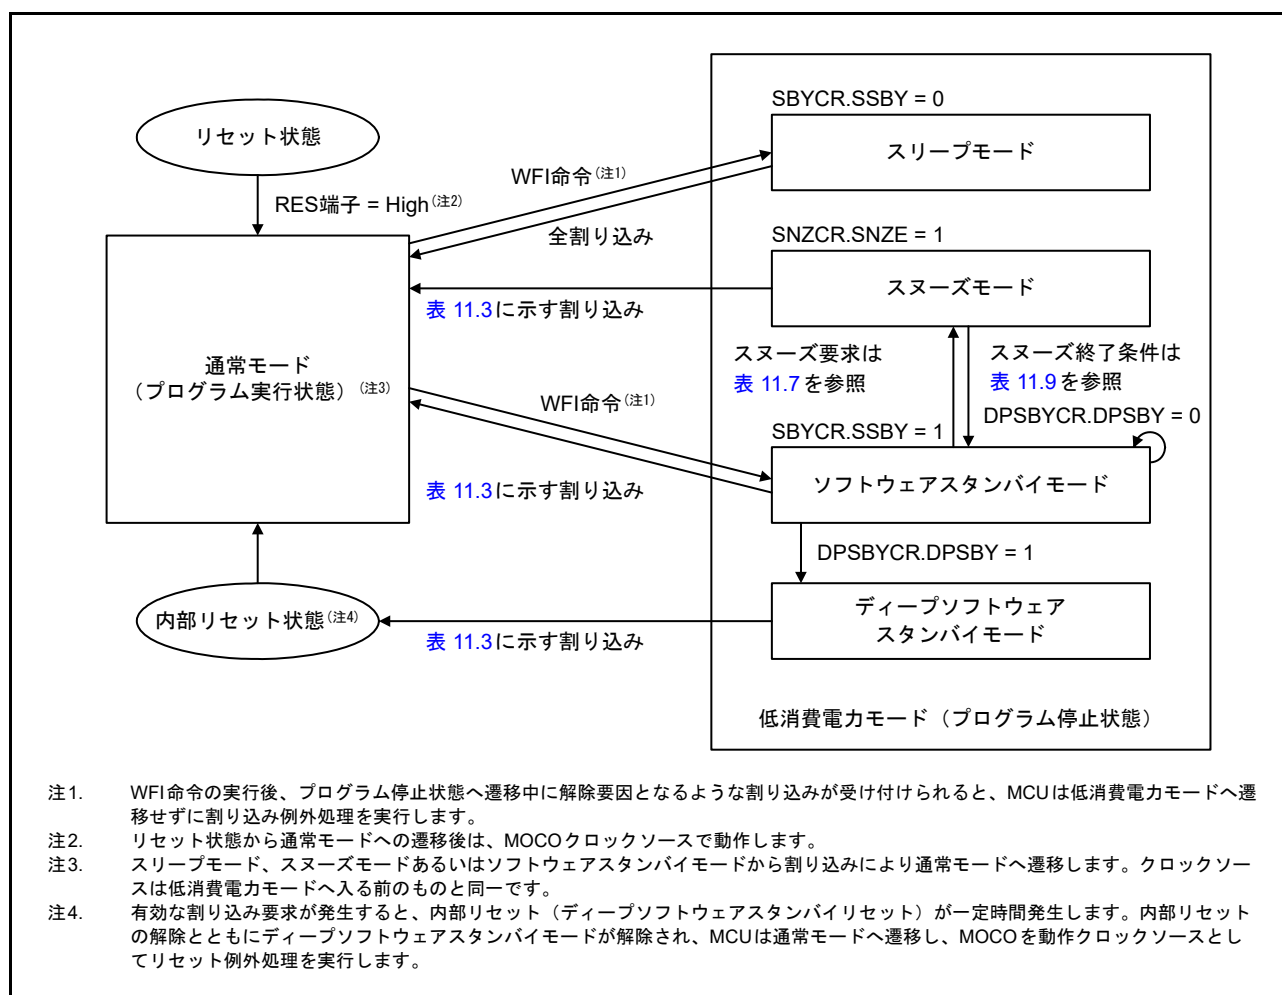 リセット状態
RES端子 = High(注2)
通常モード
（プログラム実行状態）(注3)
内部リセット状態(注4)
WFI命令(注1)
全割り込み
表 11.3に示す割り込み
WFI命令(注1)
表 11.3に示す割り込み
表 11.3に示す割り込み
SBYCR.SSBY = 0
スリープモード
SNZCR.SNZE = 1
スヌーズモード
スヌーズ要求は
表 11.7を参照
スヌーズ終了条件は
表 11.9を参照
DPSBYCR.DPSBY = 0
SBYCR.SSBY = 1
ソフトウェアスタンバイモード
DPSBYCR.DPSBY = 1
ディープソフトウェア
スタンバイモード
低消費電力モード（プログラム停止状態）
注1. WFI命令の実行後、プログラム停止状態へ遷移中に解除要因となるような割り込みが受け付けられると、MCUは低消費電力モードへ遷
移せずに割り込み例外処理を実行します。
注2. リセット状態から通常モードへの遷移後は、MOCOクロックソースで動作します。
注3. スリープモード、スヌーズモードあるいはソフトウェアスタンバイモードから割り込みにより通常モードへ遷移します。クロックソー
スは低消費電力モードへ入る前のものと同一です。
注4. 有効な割り込み要求が発生すると、内部リセット（ディープソフトウェアスタンバイリセット）が一定時間発生します。内部リセット
の解除とともにディープソフトウェアスタンバイモードが解除され、MCUは通常モードへ遷移し、MOCOを動作クロックソースとし
てリセット例外処理を実行します。